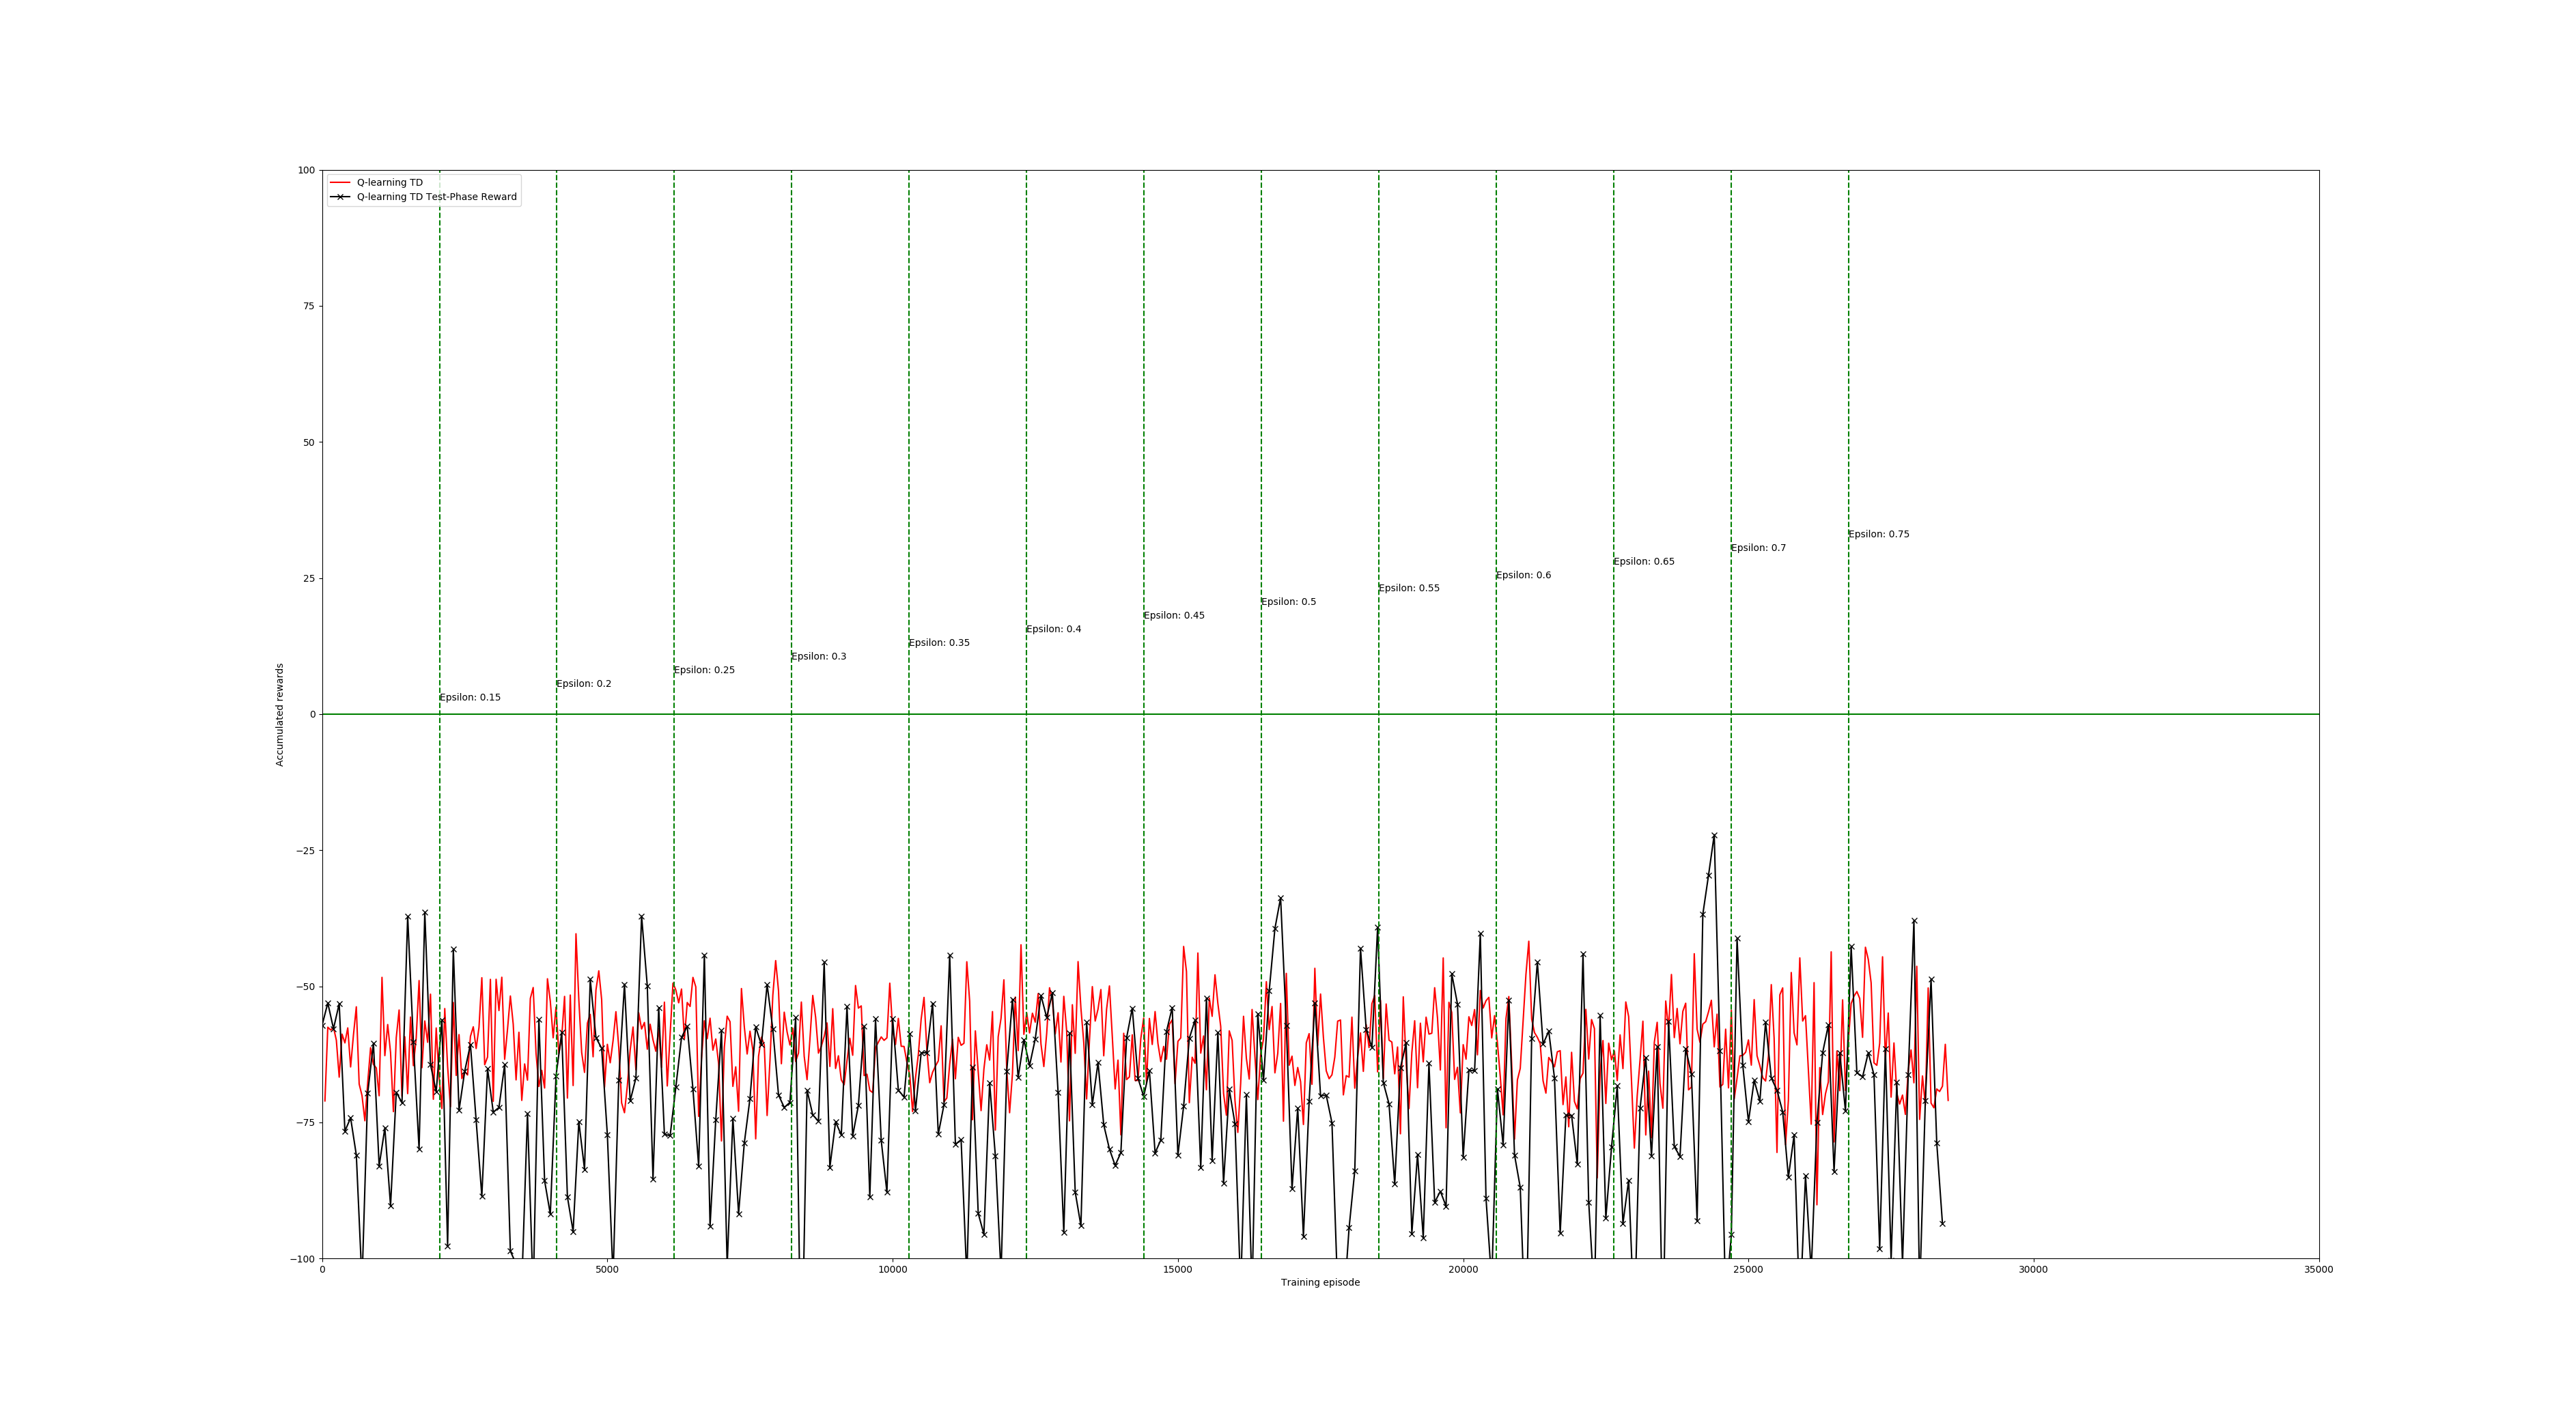 100
75
50
25
0
−25
−50
−75
−100
Accumulated rewards
Q-learning TD
Q-learning TD Test-Phase Reward
Epsilon: 0.15
Epsilon: 0.2
Epsilon: 0.25
Epsilon: 0.3
Epsilon: 0.35
Epsilon: 0.4
Epsilon: 0.45
Epsilon: 0.5
Epsilon: 0.55
Epsilon: 0.6
Epsilon: 0.65
Epsilon: 0.7
Epsilon: 0.75
0
5000
10000
15000
20000
25000
30000
35000
Training episode